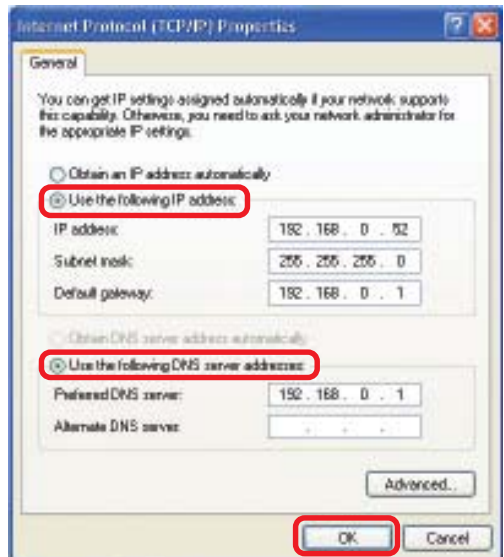 Internet Protocol (TCP/IP) Properties
General
You can get IP settings assigned automatically if your network supports
this capability. Otherwise, you need to ask your network administrator for
the appropriate IP settings.
Obtain an IP address automatically
Use the following IP address:
IP address: 192 . 168 . 0 . 52
Subnet mask: 255 . 255 . 255 . 0
Default gateway: 192 . 168 . 0 . 1
Obtain DNS server address automatically
Use the following DNS server addresses:
Preferred DNS server: 192 . 168 . 0 . 1
Alternate DNS server: . . .
Advanced...
OK Cancel